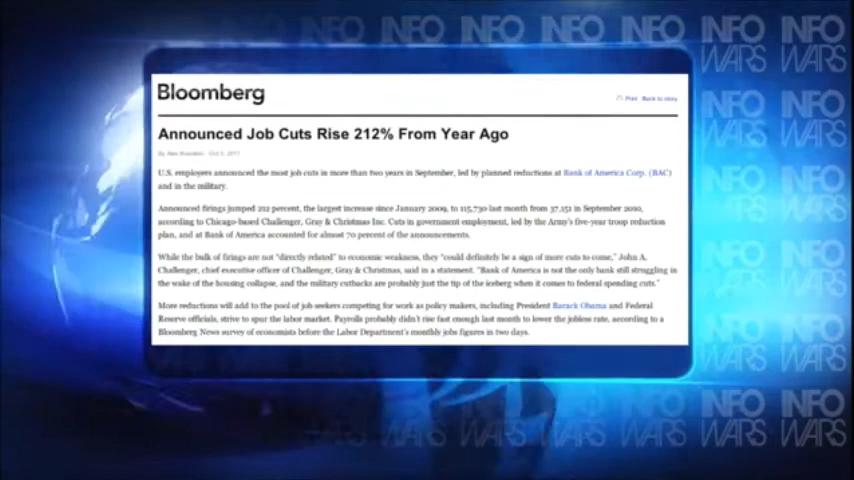 INFO WARS INFO WARS
Bloomberg
Print Back to story
Announced Job Cuts Rise 212% From Year Ago
U.S. employers announced the most job cuts in more than two years in September, led by planned reductions at Bank of America Corp. (BAC)
and in the military.
Announced firings jumped 212 percent, the largest increase since January 2009, to 115,730 last month from 37,151 in September 2010,
according to Chicago-based Challenger, Gray & Christmas Inc. Cuts in government employment, led by the Army's five-year troop reduction
plan, and at Bank of America accounted for almost 70 percent of the announcements.
While the bulk of firings are not "directly related" to economic weakness, they "could definitely be a sign of more cuts to come," John A.
Challenger, chief executive officer of Challenger, Gray & Christmas, said in a statement. "Bank of America is not the only bank still struggling in
the wake of the housing collapse, and the military cutbacks are probably just the tip of the iceberg when it comes to federal spending cuts."
More reductions will add to the pool of job seekers competing for work as policy makers, including President Barack Obama and Federal
Reserve officials, strive to spur the labor market. Payrolls probably didn't rise fast enough last month to lower the jobless rate, according to a
Bloomberg News survey of economists before the Labor Department's monthly jobs figures in two days.